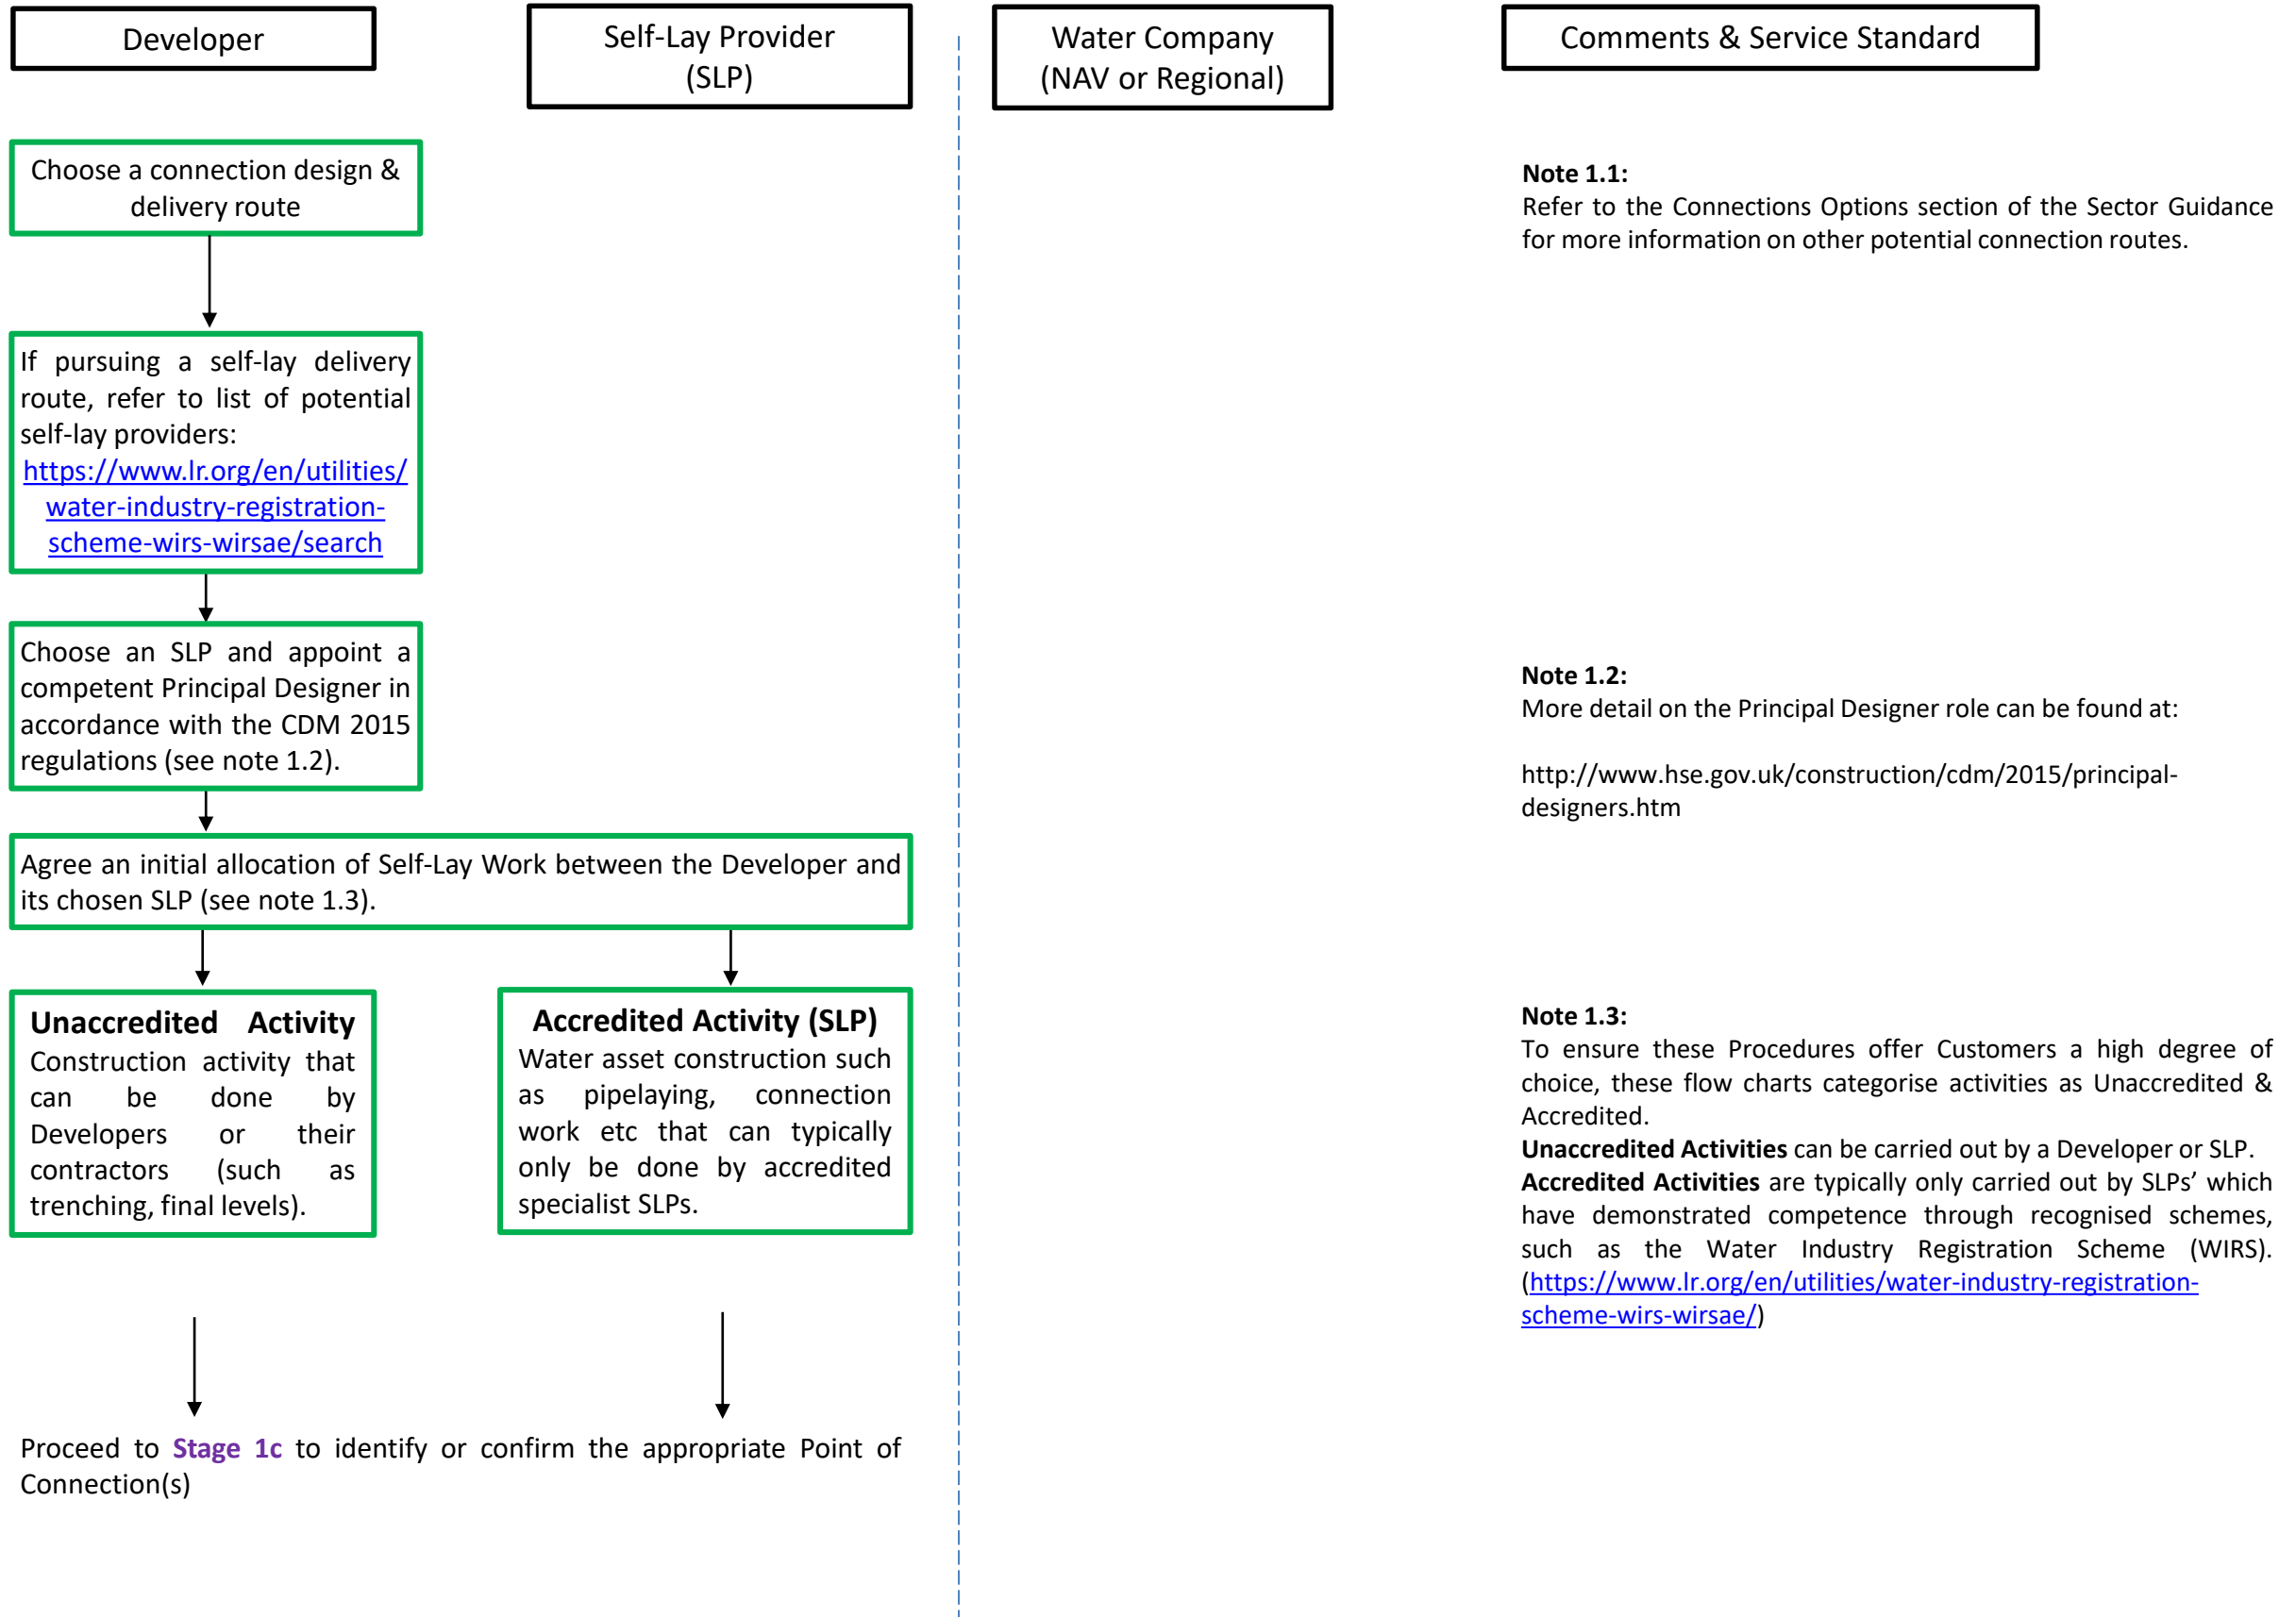 Developer
Self-Lay Provider
(SLP)
Water Company
(NAV or Regional)
Comments & Service Standard
Choose a connection design &
delivery route
Note 1.1:
Refer to the Connections Options section of the Sector Guidance
for more information on other potential connection routes.
If pursuing a self-lay delivery
route, refer to list of potential
self-lay providers:
https://www.lr.org/en/utilities/
water-industry-registration-
scheme-wirs-wirsae/search
Choose an SLP and appoint a
competent Principal Designer in
accordance with the CDM 2015
regulations (see note 1.2).
Note 1.2:
More detail on the Principal Designer role can be found at:
http://www.hse.gov.uk/construction/cdm/2015/principal-
designers.htm
Agree an initial allocation of Self-Lay Work between the Developer and
its chosen SLP (see note 1.3).
Unaccredited Activity
Construction activity that
can be done by
Developers or their
contractors (such as
trenching, final levels).
Accredited Activity (SLP)
Water asset construction such
as pipelaying, connection
work etc that can typically
only be done by accredited
specialist SLPs.
Note 1.3:
To ensure these Procedures offer Customers a high degree of
choice, these flow charts categorise activities as Unaccredited &
Accredited.
Unaccredited Activities can be carried out by a Developer or SLP.
Accredited Activities are typically only carried out by SLPs’ which
have demonstrated competence through recognised schemes,
such as the Water Industry Registration Scheme (WIRS).
(https://www.lr.org/en/utilities/water-industry-registration-
scheme-wirs-wirsae/)
Proceed to Stage 1c to identify or confirm the appropriate Point of
Connection(s)